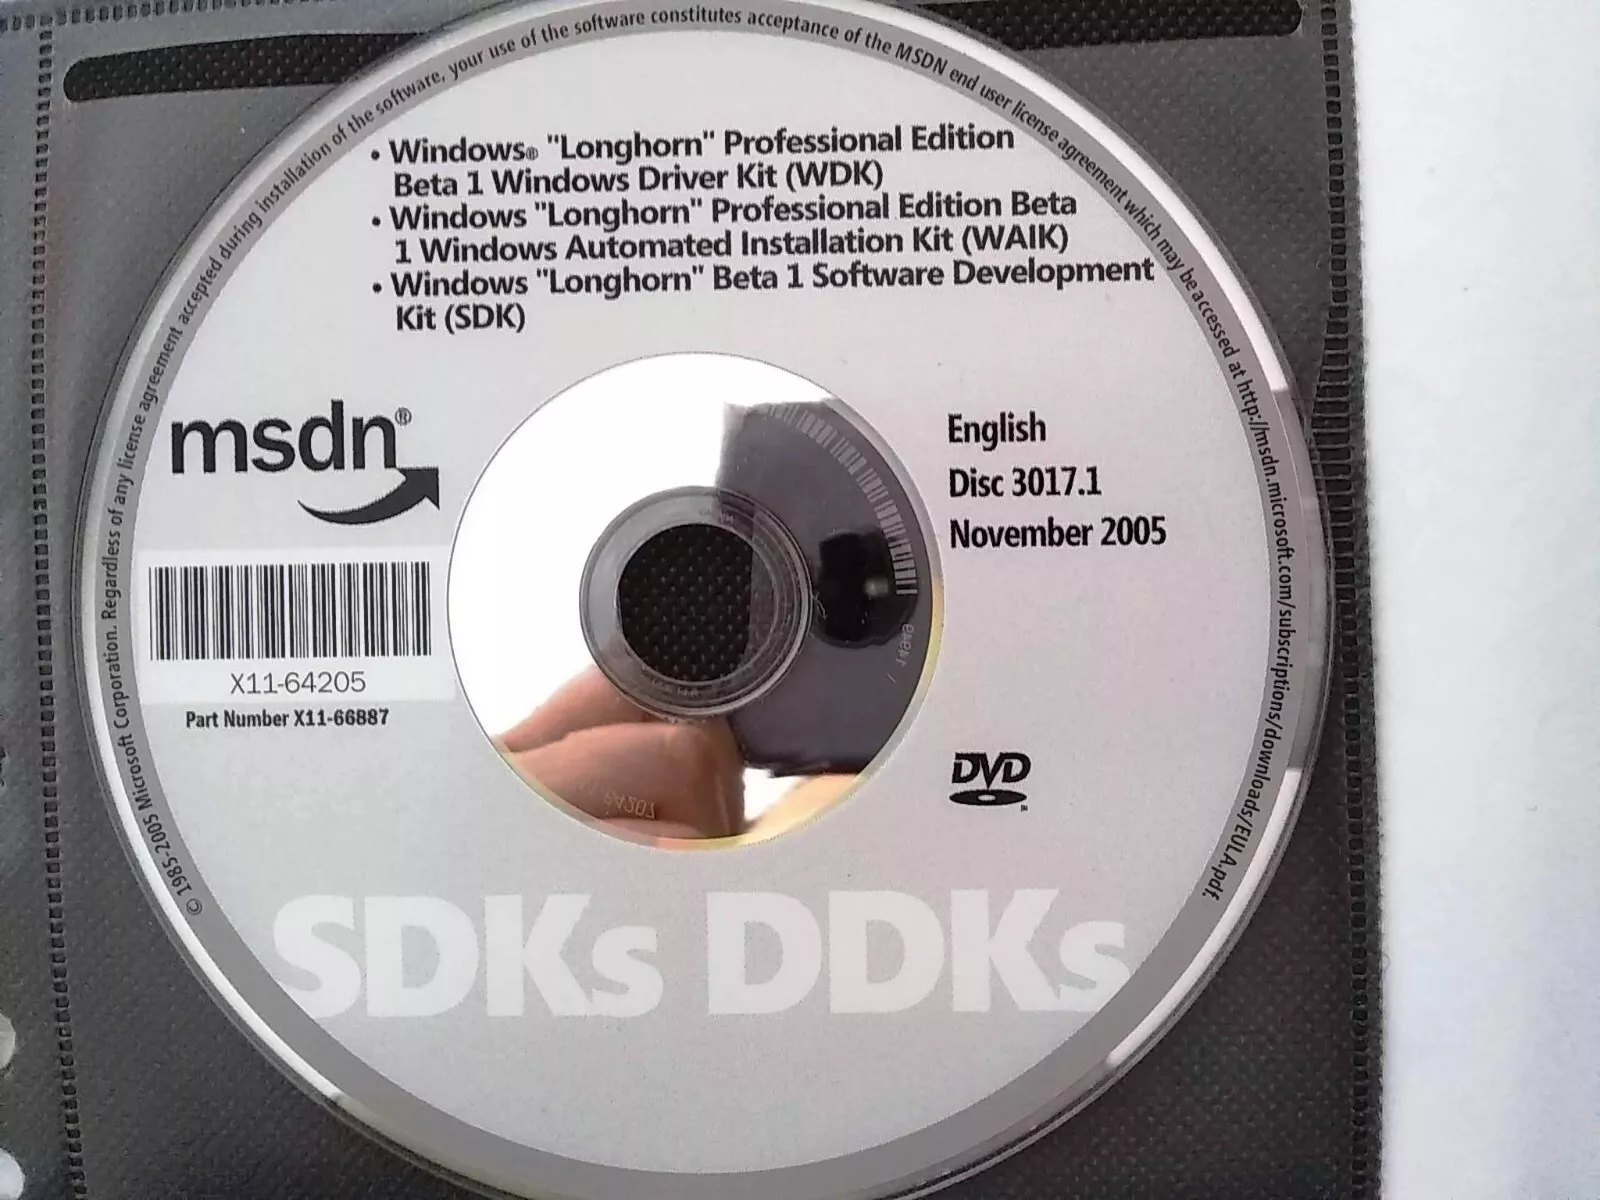 © 1985-2005 Microsoft Corporation. Regardless of any license agreement accepted during installation of the software, your use of the software constitutes acceptance of the MSDN end user license agreement which may be accessed at http://msdn.microsoft.com/subscriptions/downloads/EULA.pdf.
• Windows® "Longhorn" Professional Edition
Beta 1 Windows Driver Kit (WDK)
• Windows "Longhorn" Professional Edition Beta
1 Windows Automated Installation Kit (WAIK)
• Windows "Longhorn" Beta 1 Software Development
Kit (SDK)
msdn®
English
Disc 3017.1
November 2005
X11-64205
Part Number X11-66887
DVD
SDKs DDKs